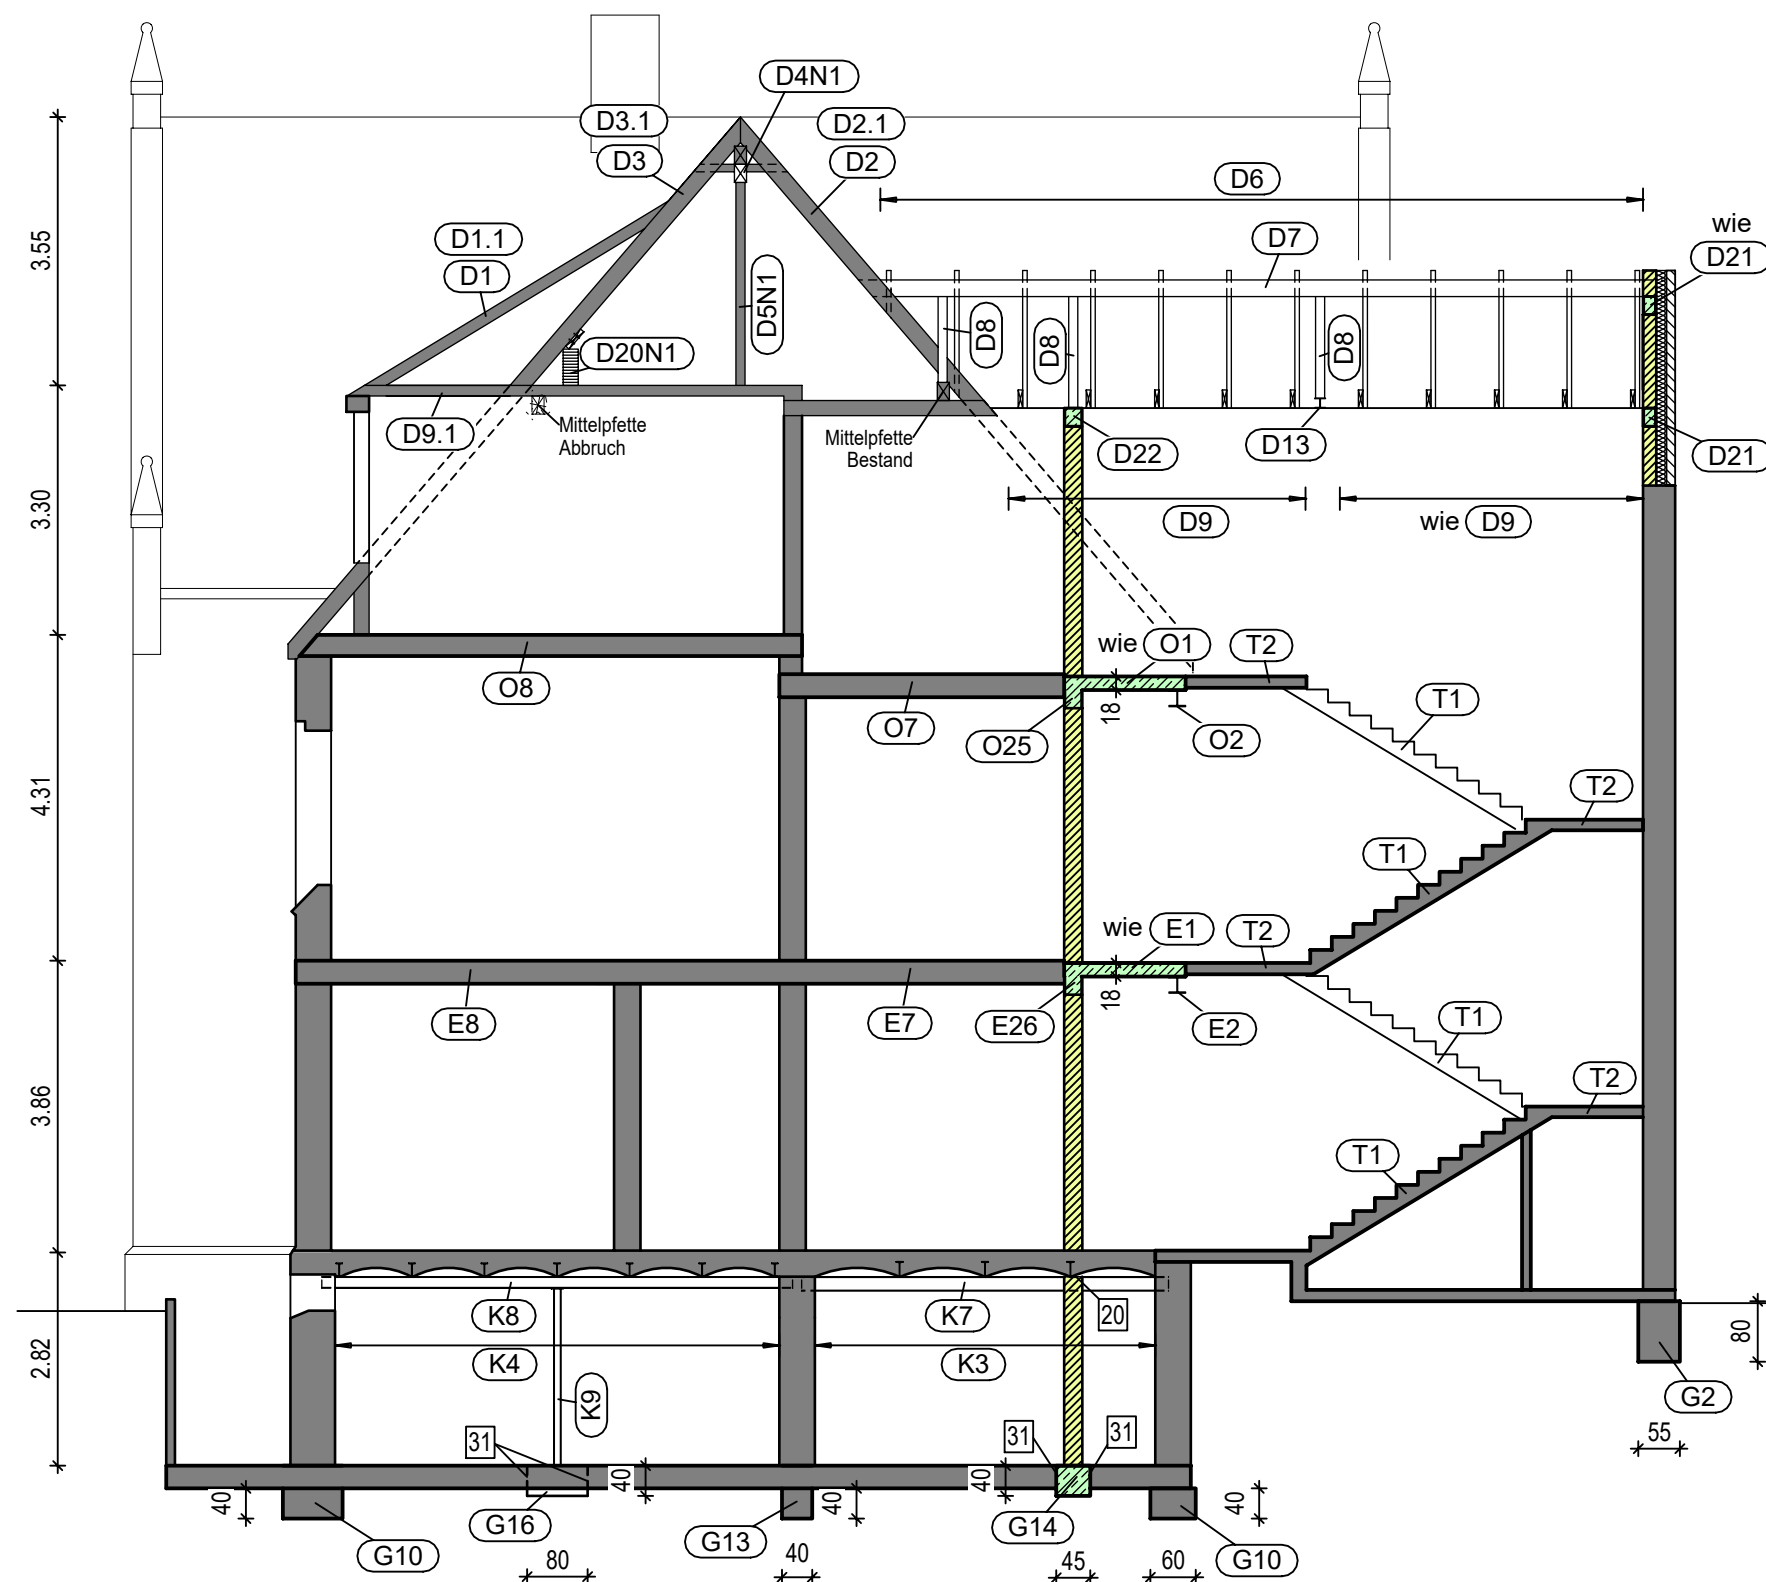 D4N1
D3.1
D2.1
D3
D2
D6
wie
D1.1
D7
D21
D1
3.55
D5N1
D8
D8
D8
D20N1
Mittelpfette
Abbruch
D9.1
Mittelpfette
Bestand
D22
D13
D21
3.30
D9
wie D9
wie O1
T2
O8
18
T1
O7
O25
O2
4.31
T2
T1
wie E1
T2
18
E8
E7
E26
E2
T1
3.86
T2
T1
K8
K7
20
80
2.82
K4
K3
K9
G2
31
31
31
55
40
40
40
40
40
G16
G13
G14
G10
G10
80
40
45
60